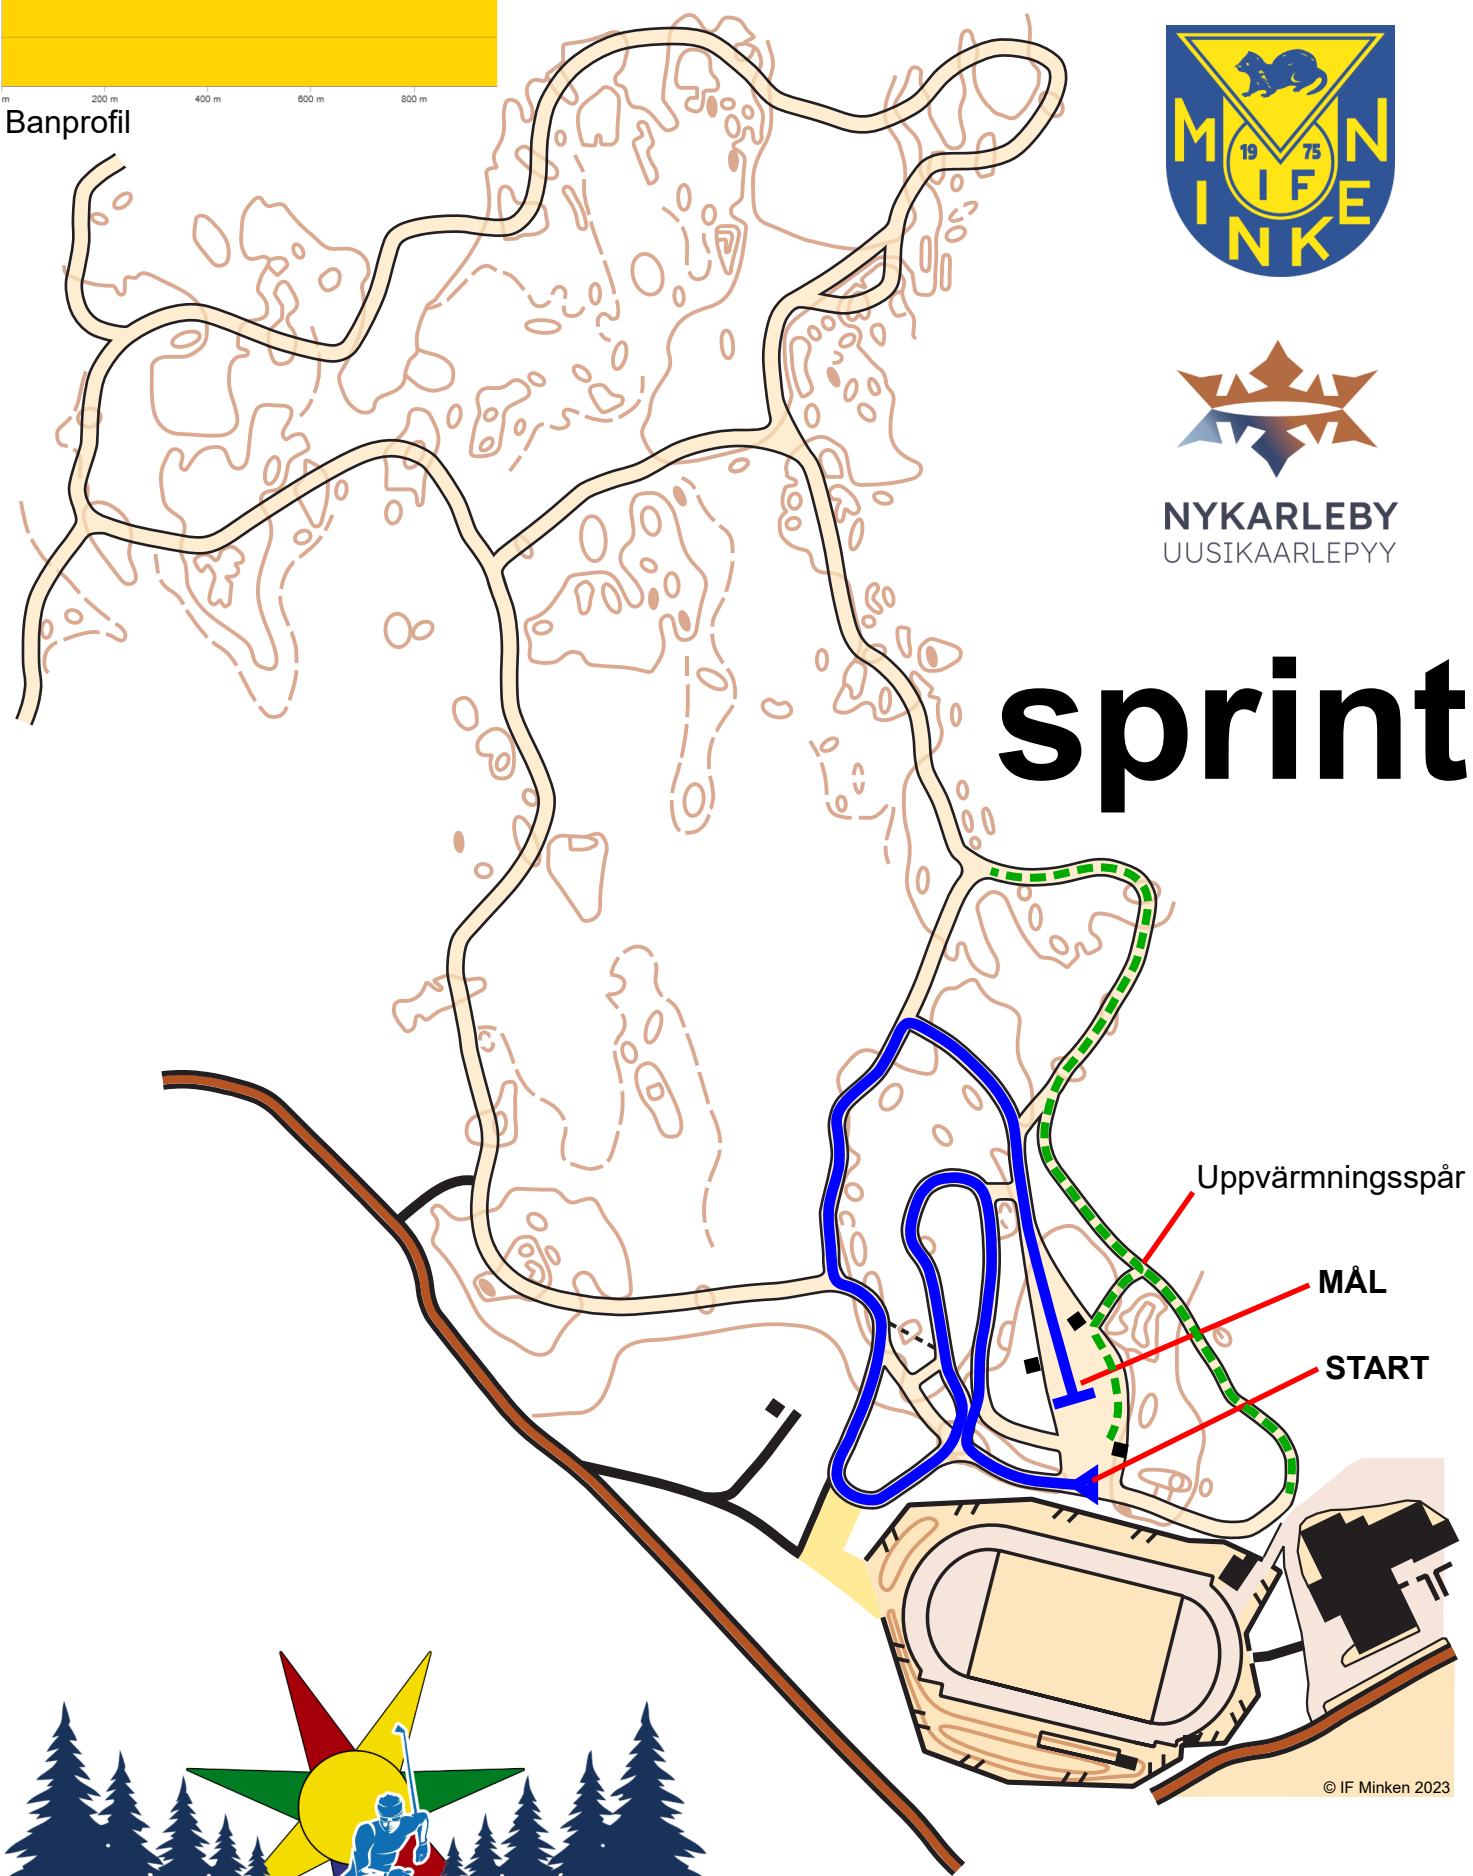 m
200 m
400 m
600 m
800 m
Banprofil
M N
19 75
I F
I E
N K
NYKARLEBY
UUSIKAARLEPYY
sprint
Uppvärmningsspår
MÅL
START
© IF Minken 2023